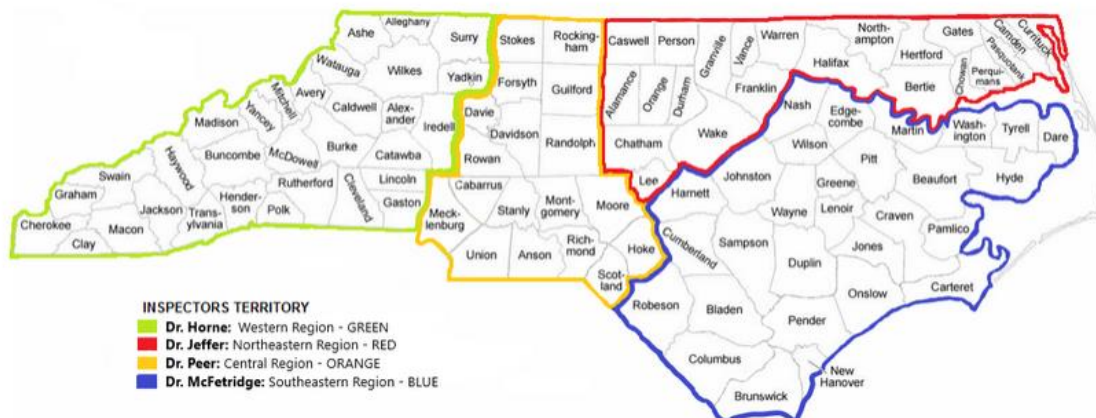 Alleghany
Ashe
Surry
Stokes
Rocking-
ham
Caswell
Person
Granville
Vance
Warren
North-
ampton
Gates
Camden
Currituck
Pasquotank
Hertford
Watauga
Wilkes
Yadkin
Forsyth
Guilford
Alamance
Orange
Durham
Franklin
Halifax
Bertie
Chowan
Perqui-
mans
Mitchell
Avery
Yancey
Caldwell
Alex-
ander
Iredell
Davie
Davidson
Randolph
Chatham
Wake
Nash
Edge-
combe
Martin
Wash-
ington
Tyrell
Dare
Madison
Haywood
Buncombe
McDowell
Burke
Catawba
Rowan
Lee
Wilson
Pitt
Beaufort
Hyde
Swain
Graham
Rutherford
Cleveland
Lincoln
Gaston
Cabarrus
Meck-
lenburg
Stanly
Mont-
gomery
Moore
Harnett
Johnston
Greene
Wayne
Lenoir
Craven
Pamlico
Cherokee
Clay
Macon
Jackson
Trans-
ylvania
Hender-
son
Polk
Union
Anson
Rich-
mond
Hoke
Scot-
land
Cumberland
Sampson
Duplin
Jones
Onslow
Carteret
Robeson
Bladen
Pender
Columbus
New
Hanover
Brunswick
INSPECTORS TERRITORY
Dr. Horne: Western Region - GREEN
Dr. Jeffer: Northeastern Region - RED
Dr. Peer: Central Region - ORANGE
Dr. McFetridge: Southeastern Region - BLUE